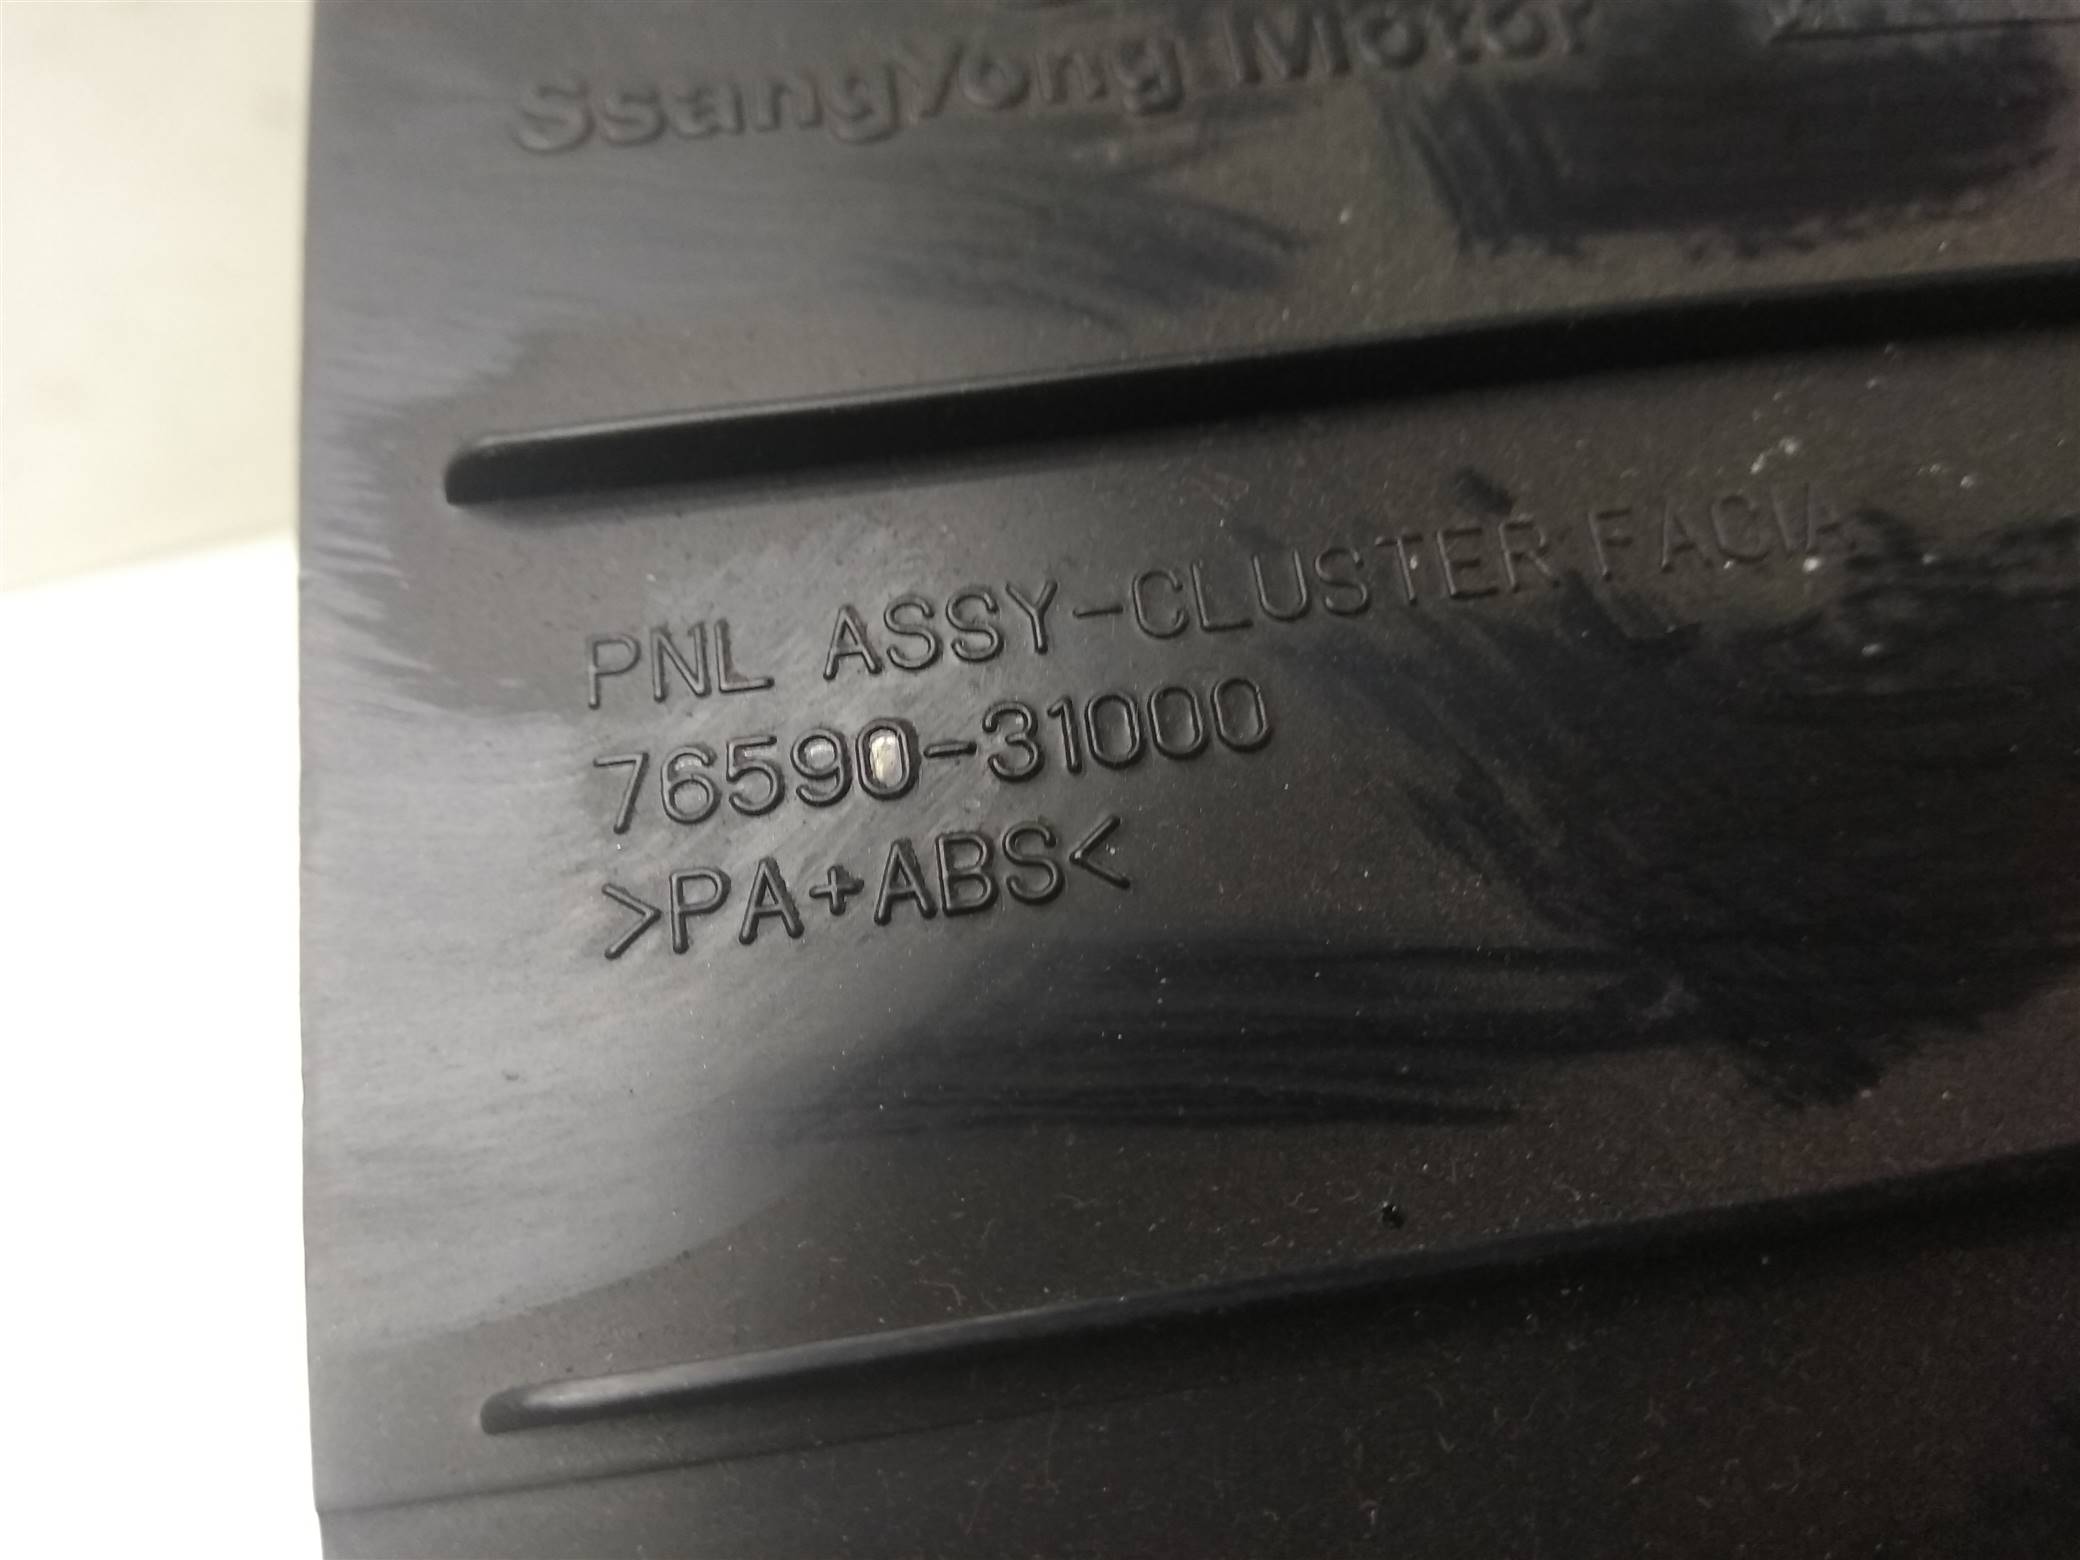 SsangYong Motor
PNL ASSY-CLUSTER FACIA
76590-31000
>PA+ABS<